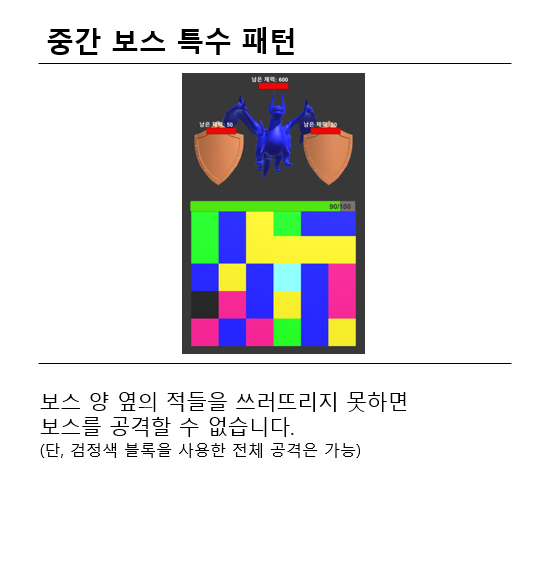 중간 보스 특수 패턴
남은 체력: 600
남은 체력: 50
남은 체력: 50
90/100
보스 양 옆의 적들을 쓰러뜨리지 못하면
보스를 공격할 수 없습니다.
(단, 검정색 블록을 사용한 전체 공격은 가능)